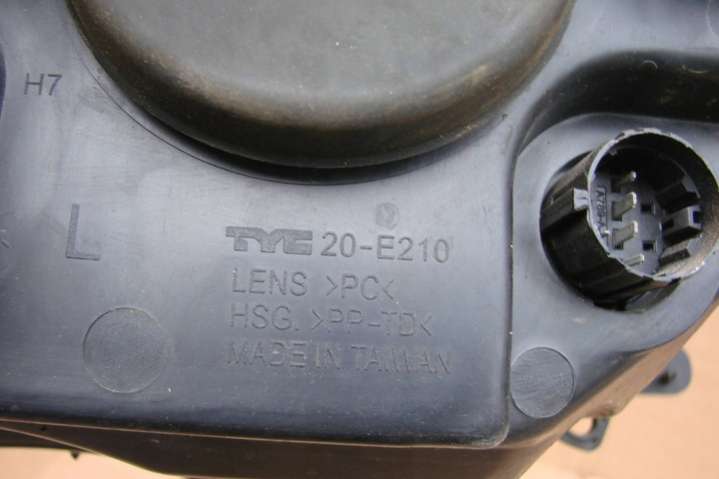 H7
L
TYC 20-E210
LENS >PC<
HSG. >PP-TD<
MADE IN TAIWAN